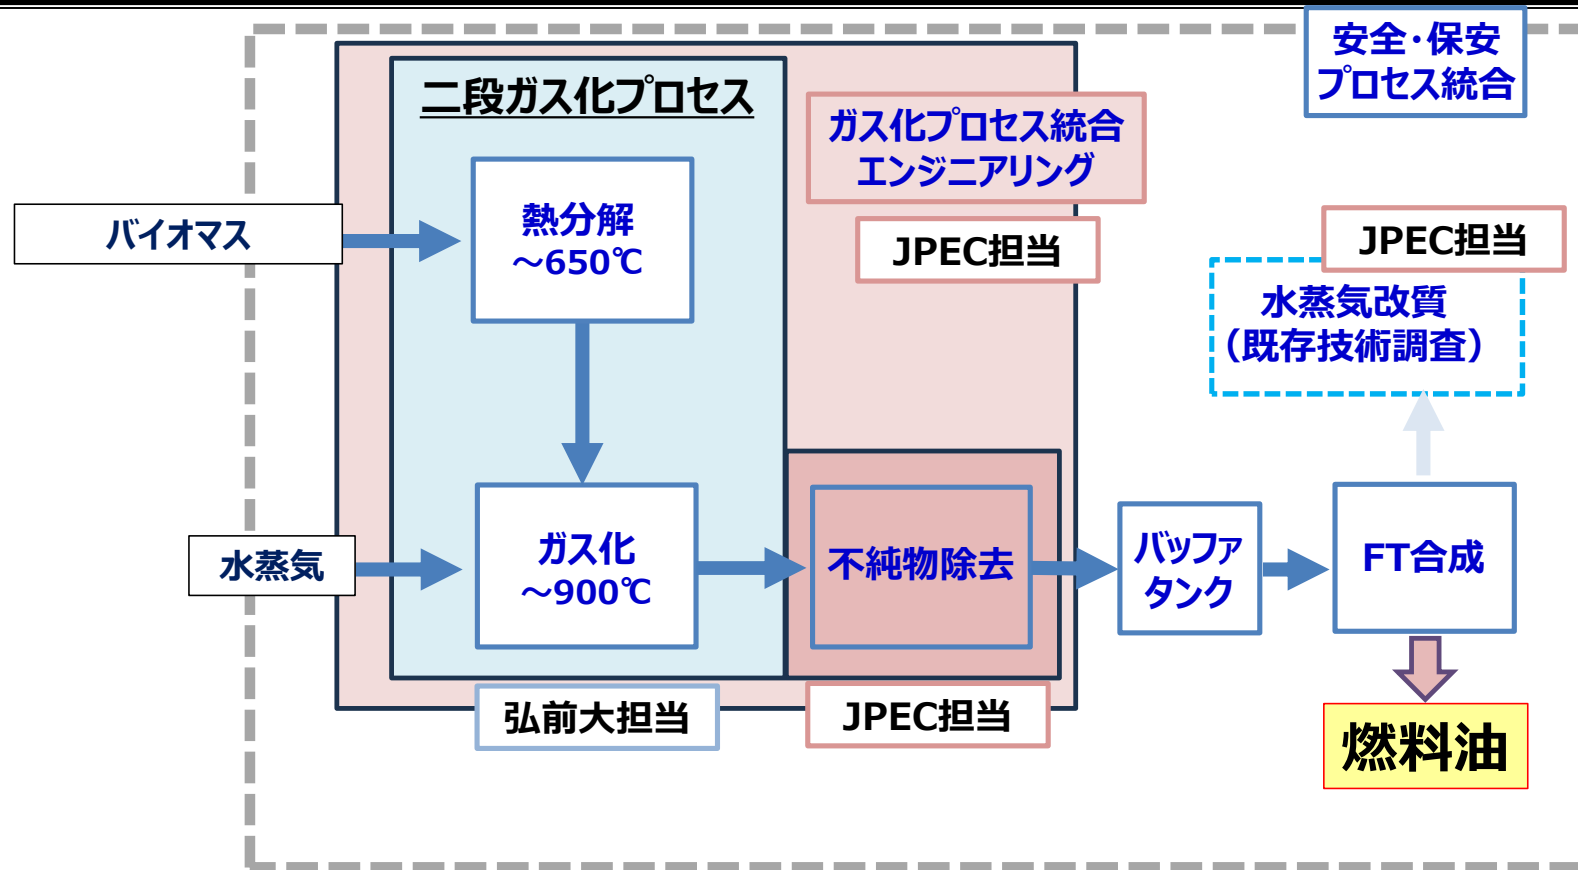 安全・保安
プロセス統合
二段ガス化プロセス
ガス化プロセス統合
エンジニアリング
JPEC担当
バイオマス
熱分解
～650℃
JPEC担当
水蒸気改質
（既存技術調査）
水蒸気
ガス化
～900℃
不純物除去
バッファ
タンク
FT合成
弘前大担当
JPEC担当
燃料油